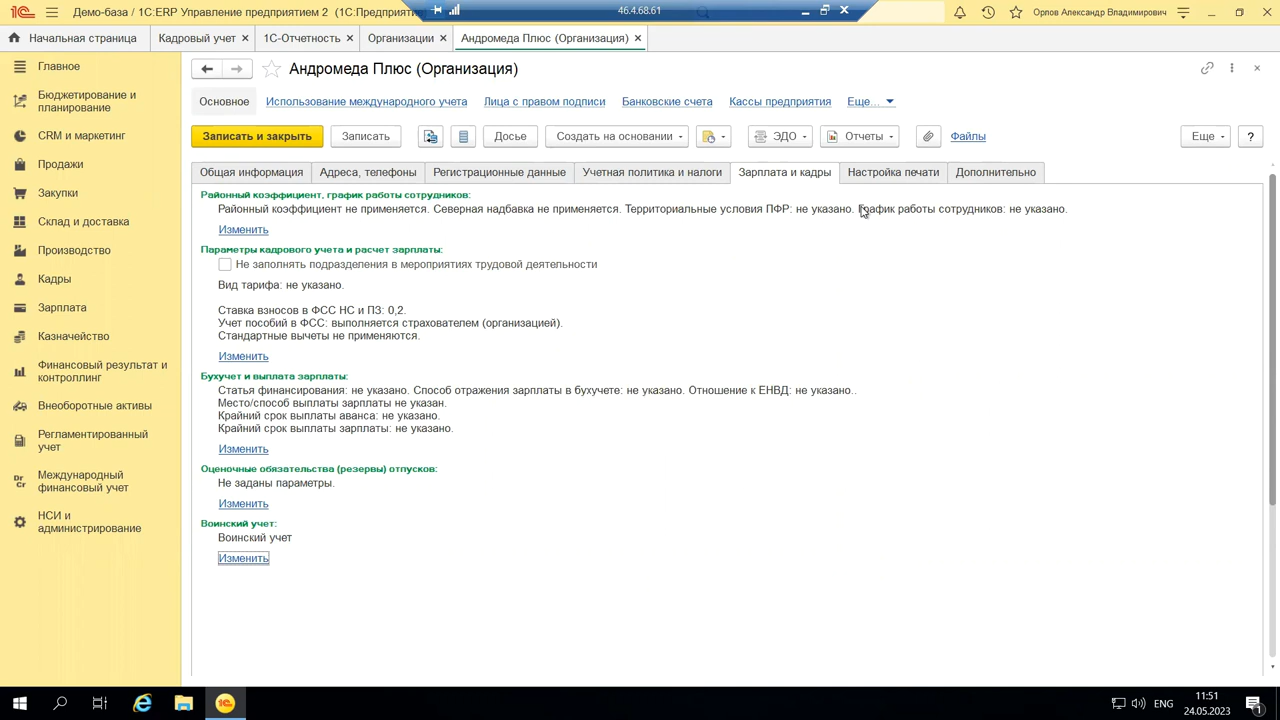 Демо-база / 1С:ERP Управление предприятием 2 (1С:Предприятие
46.4.68.61
Орлов Александр Владимирович
Начальная страница
Кадровый учет
1С-Отчетность
Организации
Андромеда Плюс (Организация)
Главное
Бюджетирование и
планирование
CRM и маркетинг
Продажи
Закупки
Склад и доставка
Производство
Кадры
Зарплата
Казначейство
Финансовый результат и
контроллинг
Внеоборотные активы
Регламентированный
учет
Международный
финансовый учет
НСИ и
администрирование
Андромеда Плюс (Организация)
Основное
Использование международного учета
Лица с правом подписи
Банковские счета
Кассы предприятия
Еще...
Записать и закрыть
Записать
Досье
Создать на основании
ЭДО
Отчеты
Файлы
Еще
?
Общая информация
Адреса, телефоны
Регистрационные данные
Учетная политика и налоги
Зарплата и кадры
Настройка печати
Дополнительно
Районный коэффициент, график работы сотрудников:
Районный коэффициент не применяется. Северная надбавка не применяется. Территориальные условия ПФР: не указано. График работы сотрудников: не указано.
Изменить
Параметры кадрового учета и расчет зарплаты:
Не заполнять подразделения в мероприятиях трудовой деятельности
Вид тарифа: не указано.
Ставка взносов в ФСС НС и ПЗ: 0,2.
Учет пособий в ФСС: выполняется страхователем (организацией).
Стандартные вычеты не применяются.
Изменить
Бухучет и выплата зарплаты:
Статья финансирования: не указано. Способ отражения зарплаты в бухучете: не указано. Отношение к ЕНВД: не указано..
Место/способ выплаты зарплаты не указан.
Крайний срок выплаты аванса: не указано.
Крайний срок выплаты зарплаты: не указано.
Изменить
Оценочные обязательства (резервы) отпусков:
Не заданы параметры.
Изменить
Воинский учет:
Воинский учет
Изменить
ENG
11:51
24.05.2023
1